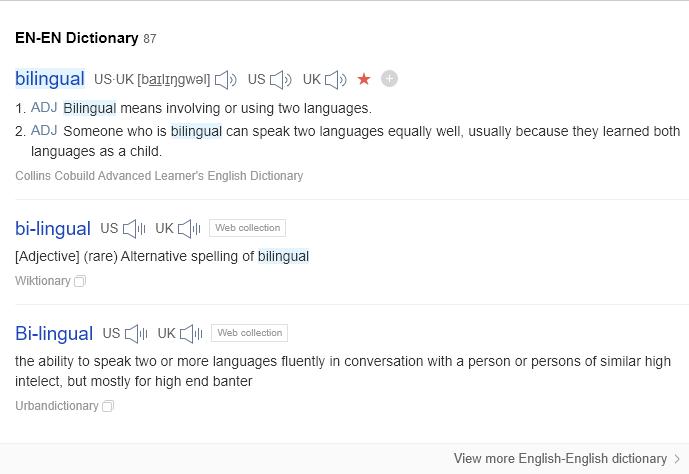 EN-EN Dictionary 87
bilingual US·UK [baɪlɪŋgwəl] US UK
1. ADJ Bilingual means involving or using two languages.
2. ADJ Someone who is bilingual can speak two languages equally well, usually because they learned both
languages as a child.
Collins Cobuild Advanced Learner's English Dictionary
bi-lingual US UK Web collection
[Adjective] (rare) Alternative spelling of bilingual
Wiktionary
Bi-lingual US UK Web collection
the ability to speak two or more languages fluently in conversation with a person or persons of similar high
intelect, but mostly for high end banter
Urbandictionary
View more English-English dictionary